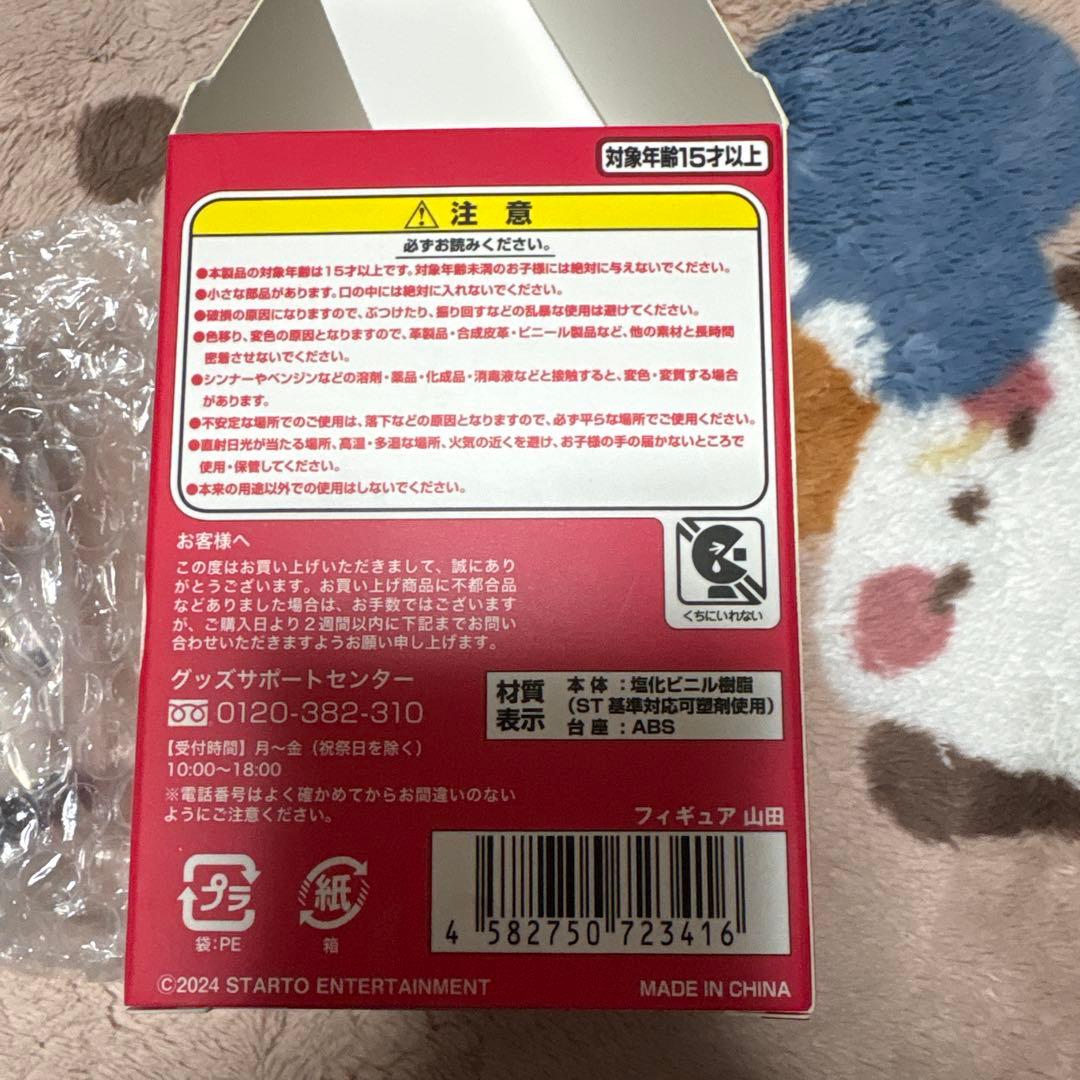 対象年齢15才以上
注 意
必ずお読みください。
●本製品の対象年齢は15才以上です。対象年齢未満のお子様には絶対に与えないでください。
●小さな部品があります。口の中には絶対に入れないでください。
●破損の原因になりますので、ぶつけたり、振り回すなどの乱暴な使用は避けてください。
●色移り、変色の原因となりますので、革製品・合成皮革・ビニール製品など、他の素材と長時間
密着させないでください。
●シンナーやベンジンなどの溶剤・薬品・化成品・消毒液などと接触すると、変色・変質する場合
があります。
●不安定な場所でのご使用は、落下などの原因となりますので、必ず平らな場所でご使用ください。
●直射日光が当たる場所、高温・多湿な場所、火気の近くを避け、お子様の手の届かないところで
使用・保管してください。
●本来の用途以外での使用はしないでください。
お客様へ
この度はお買い上げいただきまして、誠にあり
がとうございます。お買い上げ商品に不都合品
などありました場合は、お手数ではございます
が、ご購入日より2週間以内に下記までお問い
合わせいただきますようお願い申し上げます。
くちにいれない
グッズサポートセンター
0120-382-310
【受付時間】月～金（祝祭日を除く）
10:00～18:00
※電話番号はよく確かめてからお間違いのない
ようにご注意ください。
材質
表示
本体：塩化ビニル樹脂
（ST 基準対応可塑剤使用）
台座：ABS
フィギュア 山田
プラ
袋：PE
紙
箱
4 582750 723416
©2024 STARTO ENTERTAINMENT
MADE IN CHINA